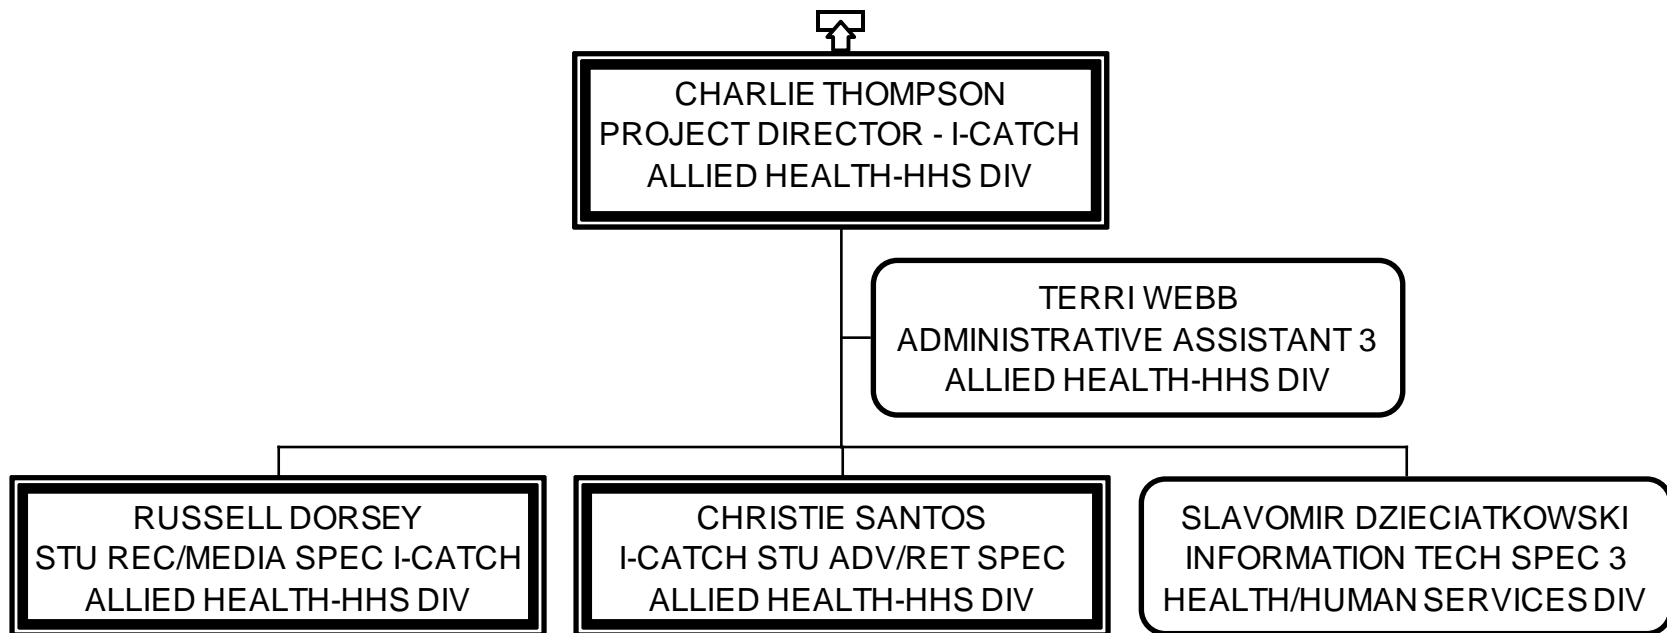 CHARLIE THOMPSON
PROJECT DIRECTOR - I-CATCH
ALLIED HEALTH-HHS DIV
TERRI WEBB
ADMINISTRATIVE ASSISTANT 3
ALLIED HEALTH-HHS DIV
RUSSELL DORSEY
STU REC/MEDIA SPEC I-CATCH
ALLIED HEALTH-HHS DIV
CHRISTIE SANTOS
I-CATCH STU ADV/RET SPEC
ALLIED HEALTH-HHS DIV
SLAVOMIR DZIECIATKOWSKI
INFORMATION TECH SPEC 3
HEALTH/HUMAN SERVICES DIV